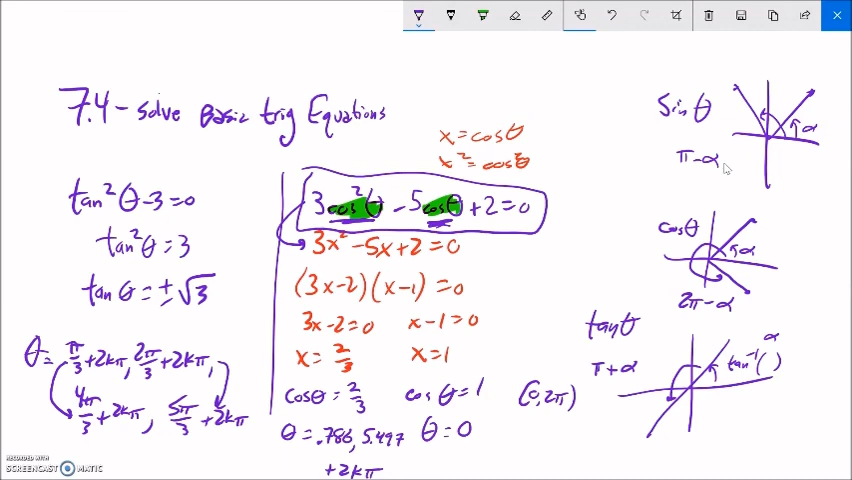 7.4 - Solve Basic trig Equations
tan²θ - 3 = 0
tan²θ = 3
tan θ = ±√3
θ = π/3 + 2kπ, 2π/3 + 2kπ,
4π/3 + 2kπ, 5π/3 + 2kπ
x = cosθ
x² = cos²θ
3cos²(θ) - 5cosθ + 2 = 0
3x² - 5x + 2 = 0
(3x - 2)(x - 1) = 0
3x - 2 = 0 x - 1 = 0
x = 2/3 x = 1
cosθ = 2/3 cosθ = 1 (0, 2π)
θ = .786, 5.497 θ = 0
+ 2kπ
sin θ
α
π - α
cosθ
α
2π - α
tanθ
α
tan⁻¹( )
π + α
RECORDED WITH
SCREENCAST MATIC